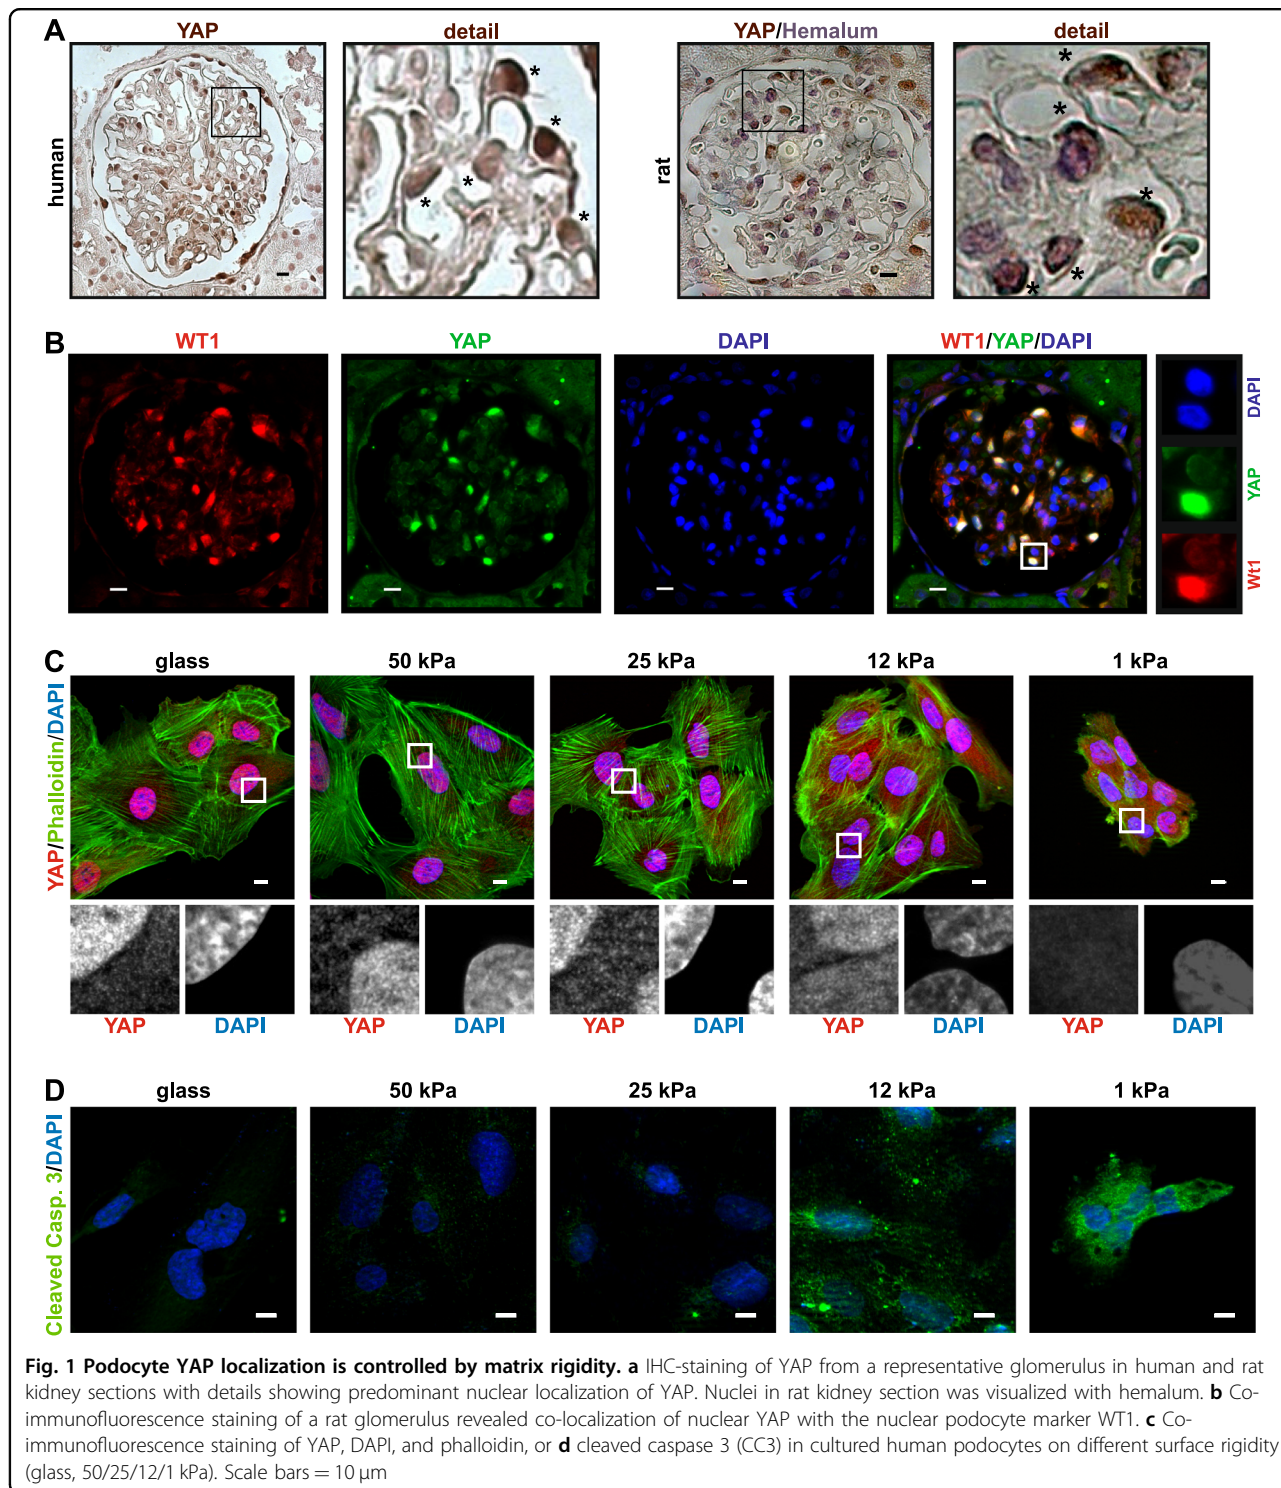 A
YAP
detail
YAP/Hemalum
detail
human
rat
* * * * *
* * * * *
B
WT1
YAP
DAPI
WT1/YAP/DAPI
DAPI
YAP
Wt1
C
glass
50 kPa
25 kPa
12 kPa
1 kPa
YAP/Phalloidin/DAPI
YAP
DAPI
YAP
DAPI
YAP
DAPI
YAP
DAPI
YAP
DAPI
D
glass
50 kPa
25 kPa
12 kPa
1 kPa
Cleaved Casp. 3/DAPI
Fig. 1 Podocyte YAP localization is controlled by matrix rigidity. a IHC-staining of YAP from a representative glomerulus in human and rat
kidney sections with details showing predominant nuclear localization of YAP. Nuclei in rat kidney section was visualized with hemalum. b Co-
immunofluorescence staining of a rat glomerulus revealed co-localization of nuclear YAP with the nuclear podocyte marker WT1. c Co-
immunofluorescence staining of YAP, DAPI, and phalloidin, or d cleaved caspase 3 (CC3) in cultured human podocytes on different surface rigidity
(glass, 50/25/12/1 kPa). Scale bars = 10 μm